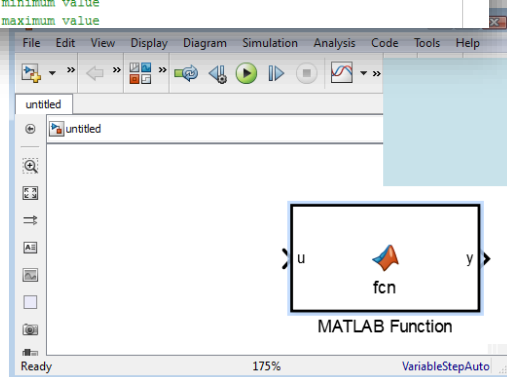 minimum value
maximum value
File Edit View Display Diagram Simulation Analysis Code Tools Help
untitled
untitled
u
y
fcn
MATLAB Function
Ready 175% VariableStepAuto